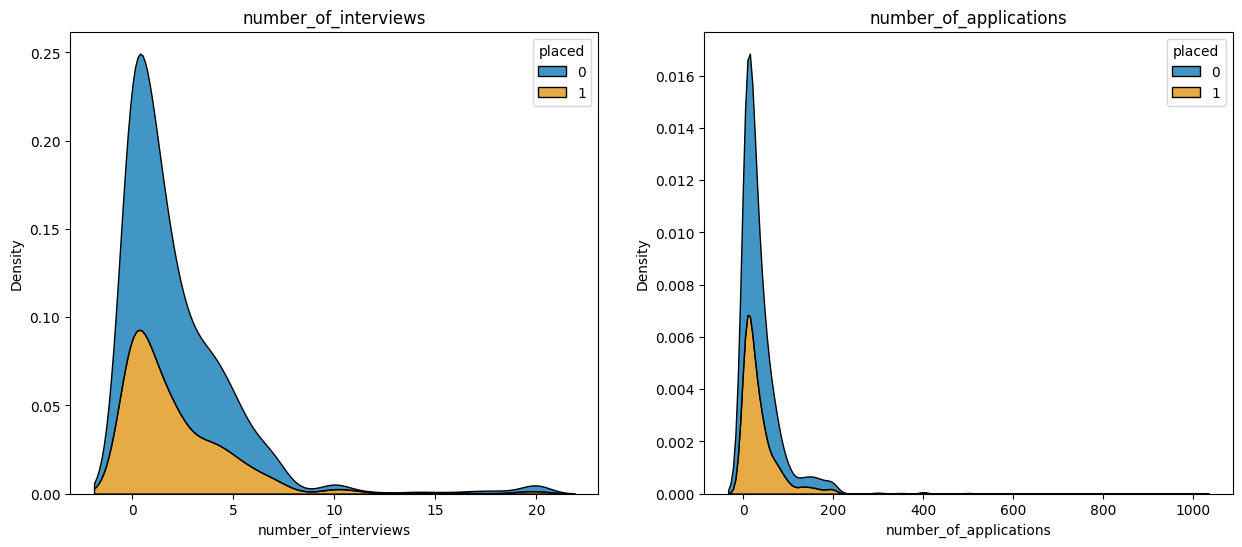 number_of_interviews
placed
0
1
0.25
0.20
0.15
0.10
0.05
0.00
Density
0 5 10 15 20
number_of_interviews
number_of_applications
placed
0
1
0.016
0.014
0.012
0.010
0.008
0.006
0.004
0.002
0.000
Density
0 200 400 600 800 1000
number_of_applications